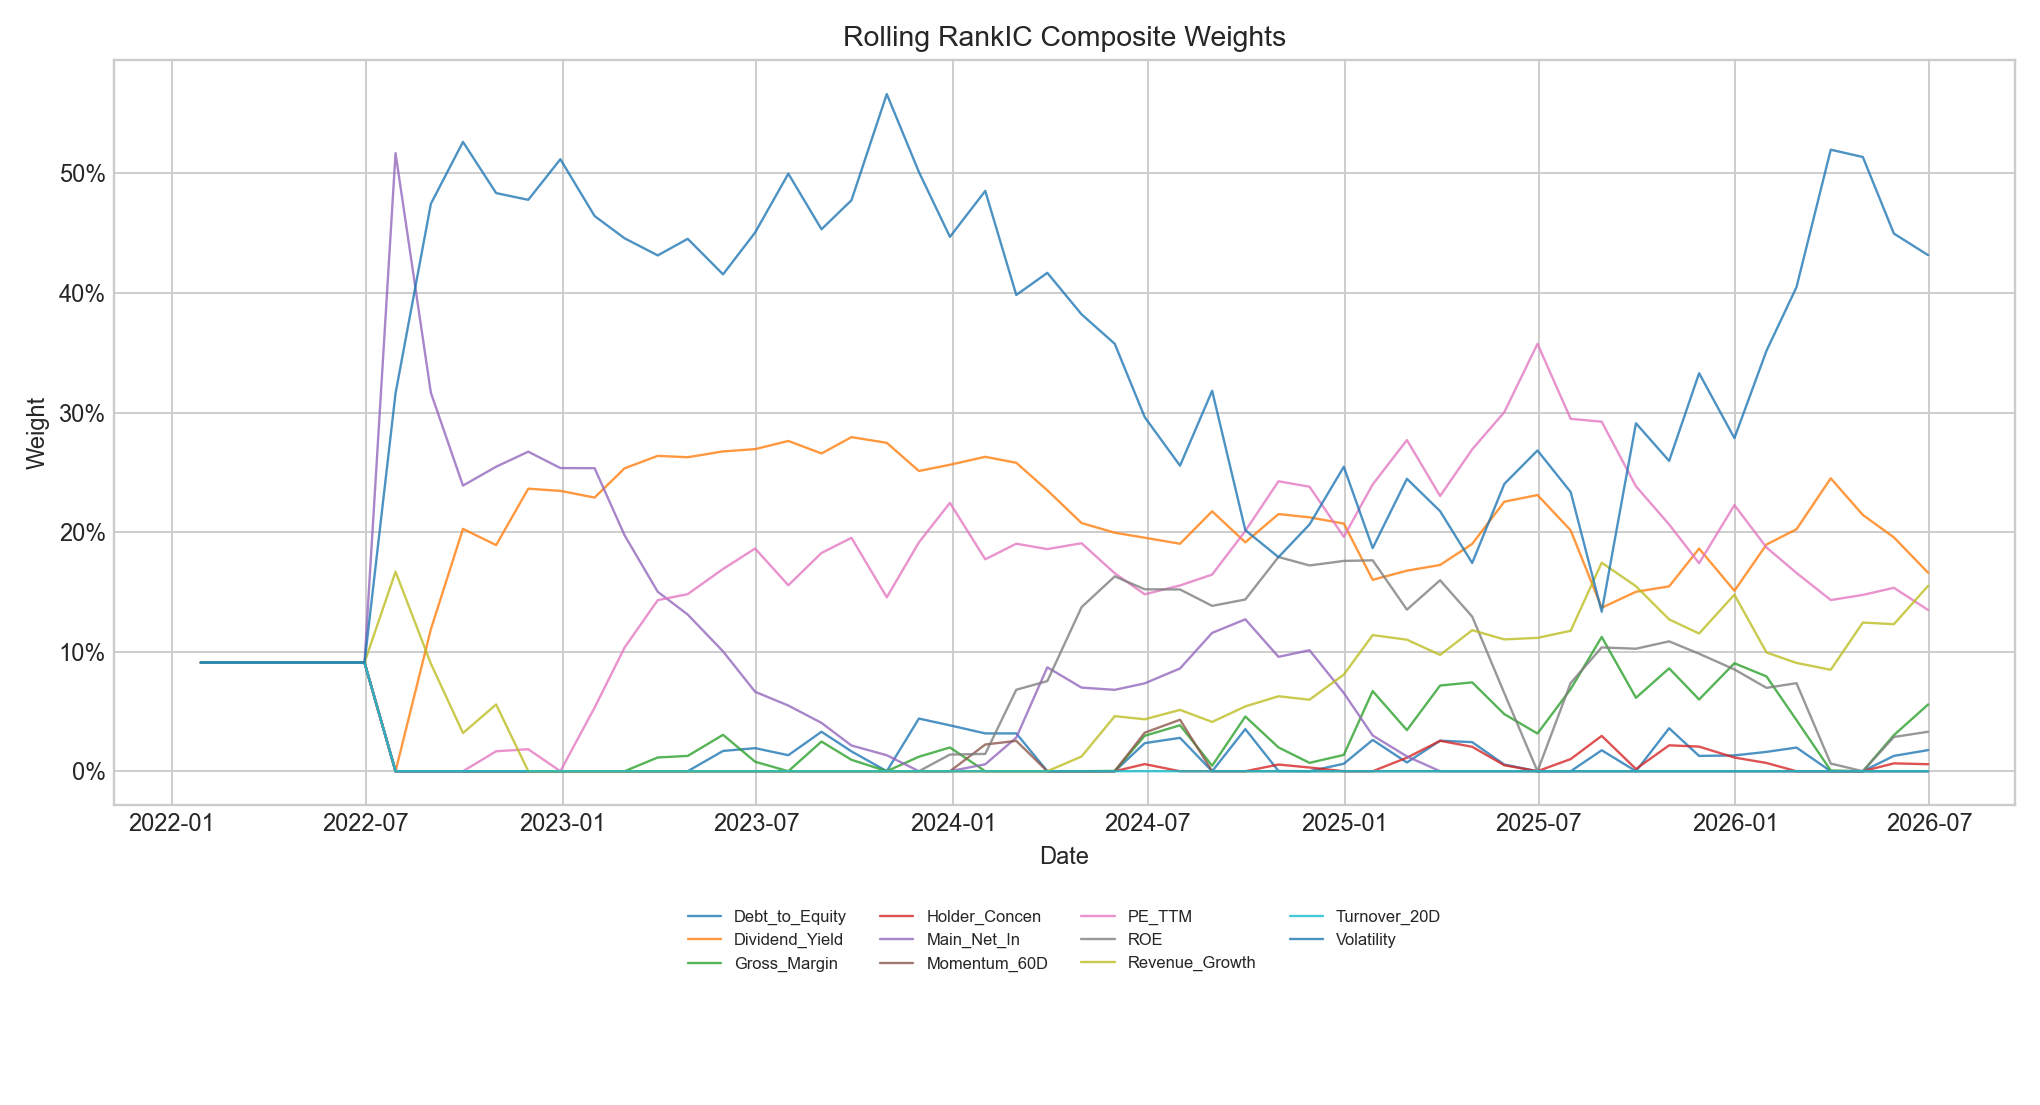 Rolling RankIC Composite Weights
Weight
50%
40%
30%
20%
10%
0%
2022-01 2022-07 2023-01 2023-07 2024-01 2024-07 2025-01 2025-07 2026-01 2026-07
Date
Debt_to_Equity Holder_Concen PE_TTM Turnover_20D
Dividend_Yield Main_Net_In ROE Volatility
Gross_Margin Momentum_60D Revenue_Growth